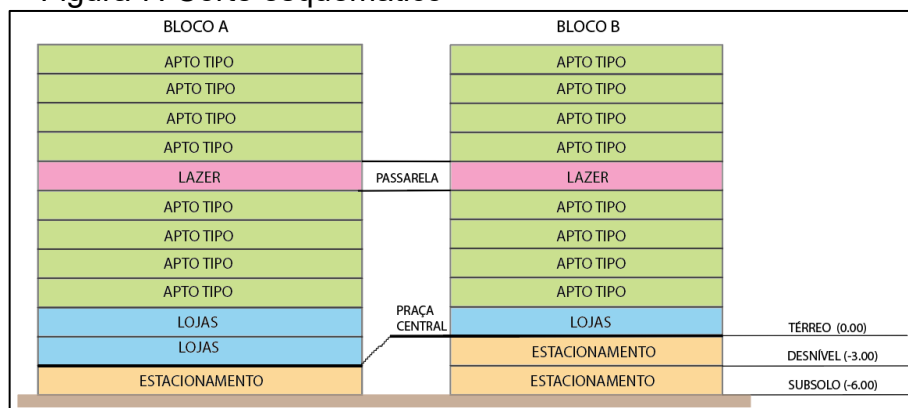 Figura 7: Corte esquemático
BLOCO A
BLOCO B
APTO TIPO
APTO TIPO
APTO TIPO
APTO TIPO
APTO TIPO
APTO TIPO
APTO TIPO
APTO TIPO
LAZER
PASSARELA
LAZER
APTO TIPO
APTO TIPO
APTO TIPO
APTO TIPO
APTO TIPO
APTO TIPO
APTO TIPO
APTO TIPO
LOJAS
PRAÇA
CENTRAL
LOJAS
TÉRREO (0.00)
LOJAS
ESTACIONAMENTO
DESNÍVEL (-3.00)
ESTACIONAMENTO
ESTACIONAMENTO
SUBSOLO (-6.00)